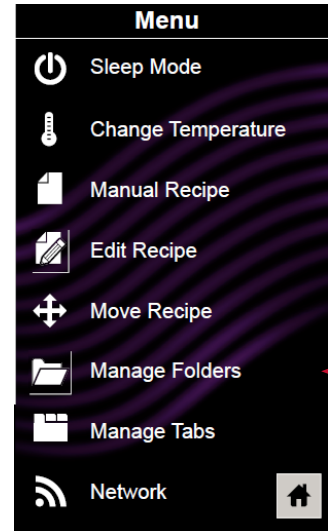 Menu
Sleep Mode
Change Temperature
Manual Recipe
Edit Recipe
Move Recipe
Manage Folders
Manage Tabs
Network